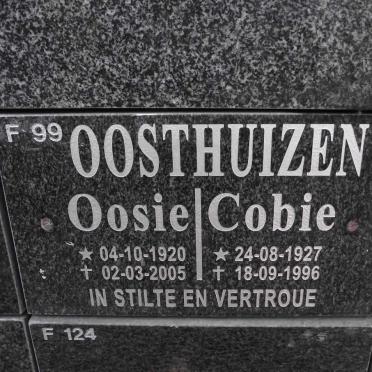 F 99 OOSTHUIZEN
Oosie Cobie
★ 04-10-1920 ★ 24-08-1927
✝ 02-03-2005 ✝ 18-09-1996
IN STILTE EN VERTROUE
F 124